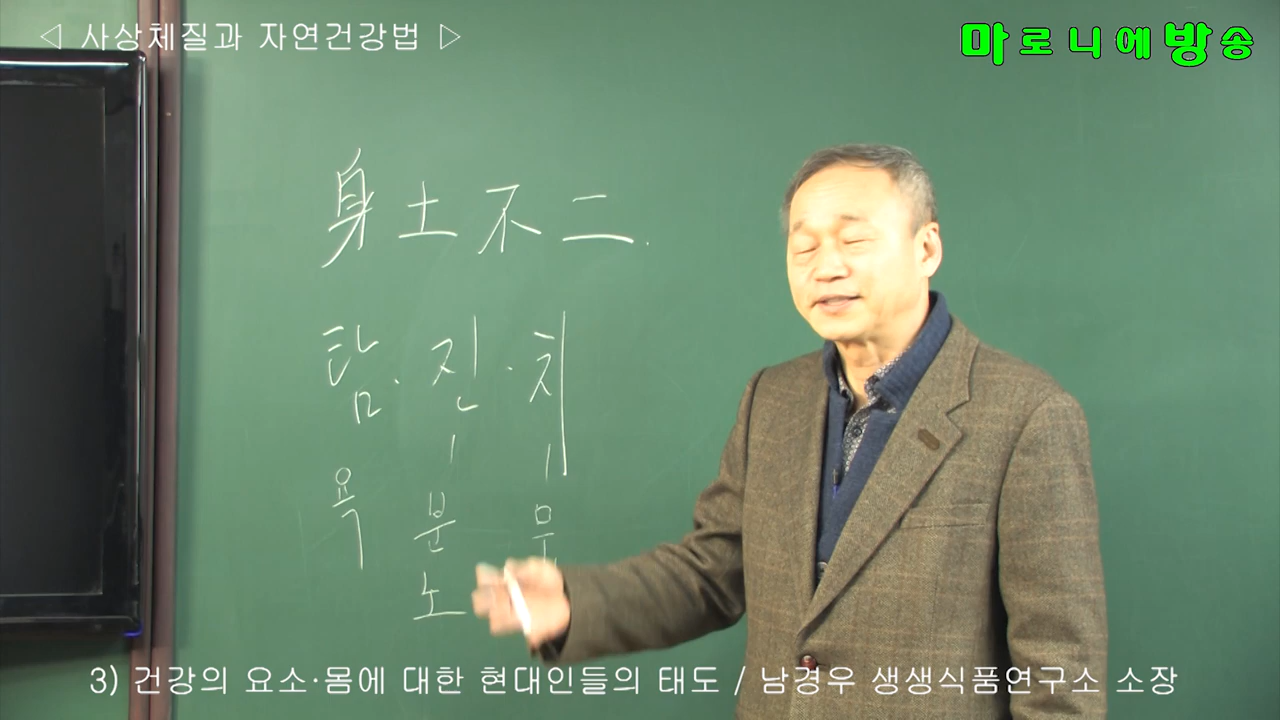 ◁ 사상체질과 자연건강법 ▷
마로니에방송
身土不二.
탐·진·치
욕 분 무
노
3) 건강의 요소·몸에 대한 현대인들의 태도 / 남경우 생생식품연구소 소장